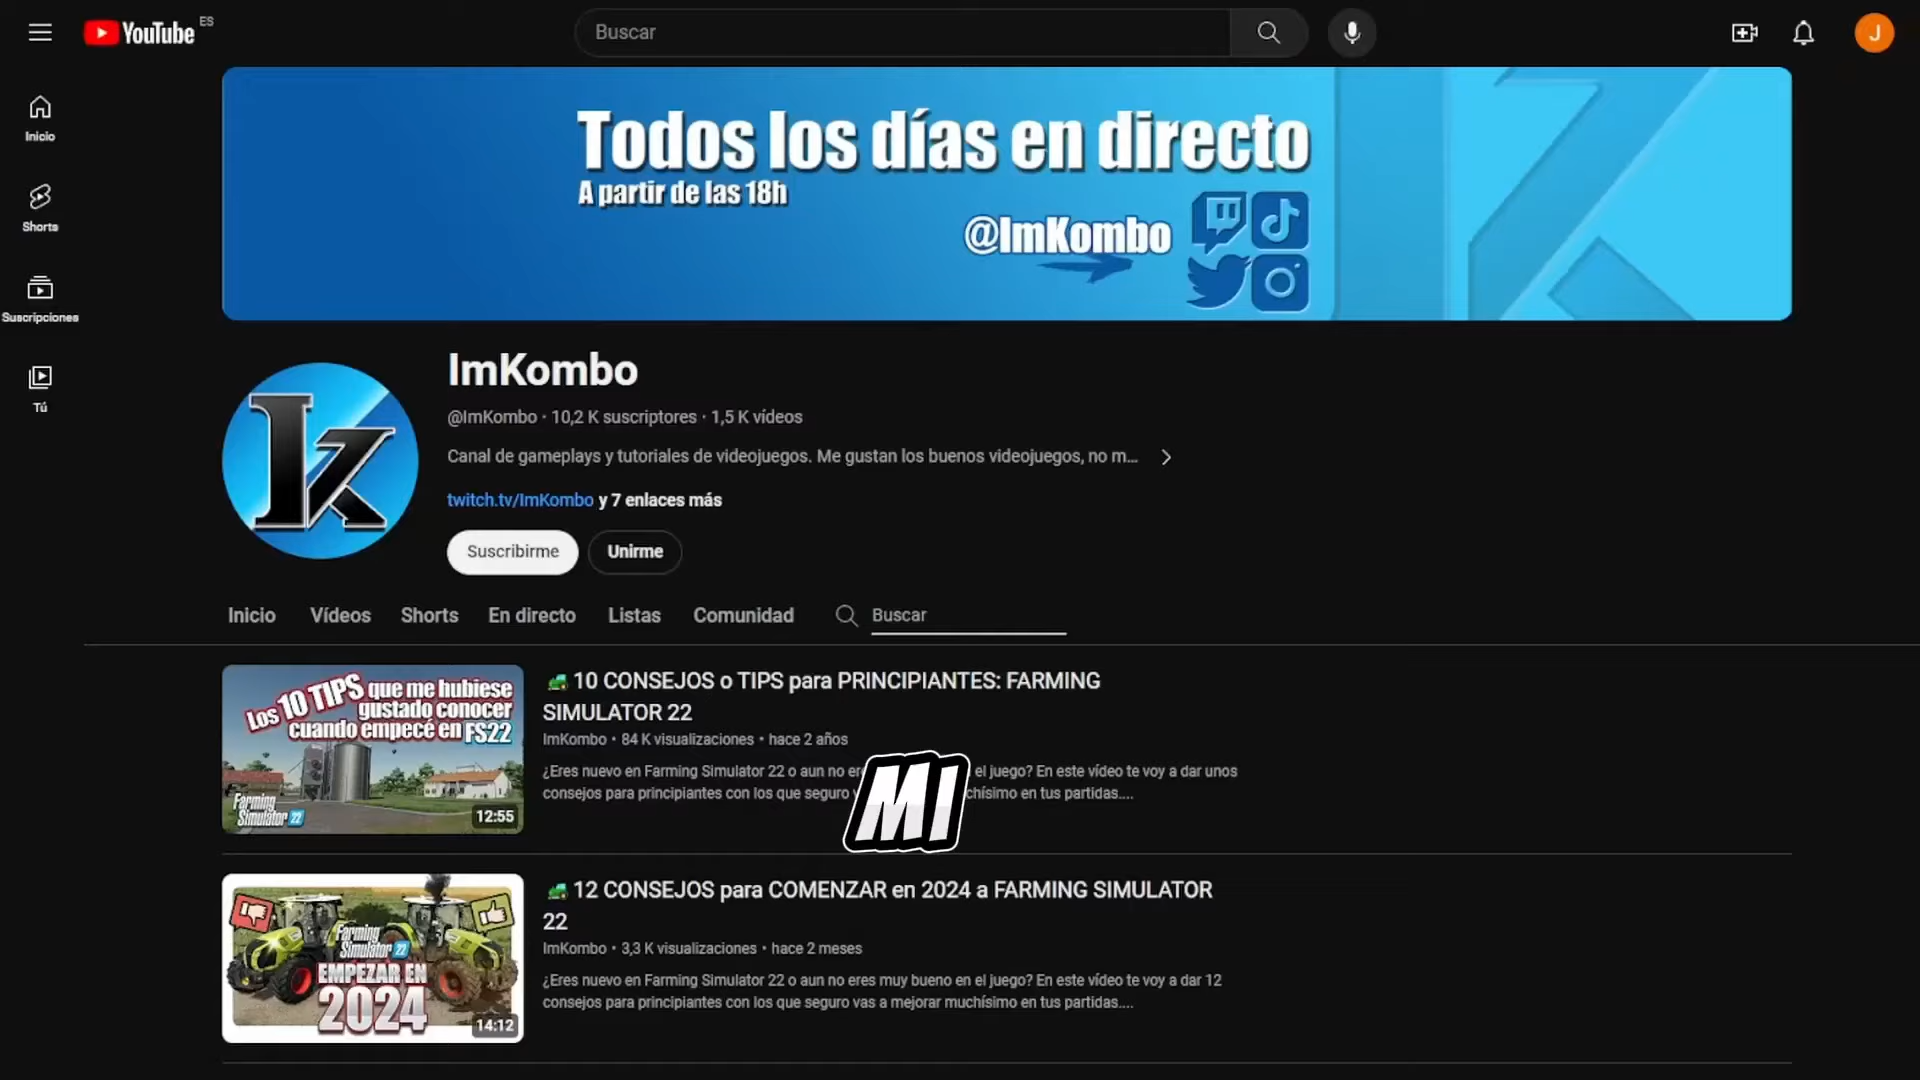 YouTube ES
Buscar
J
Inicio
Shorts
Suscripciones
Tú
Todos los días en directo
A partir de las 18h
@ImKombo
ImKombo
@ImKombo · 10,2 K suscriptores · 1,5 K vídeos
Canal de gameplays y tutoriales de videojuegos. Me gustan los buenos videojuegos, no m...
twitch.tv/ImKombo y 7 enlaces más
Suscribirme
Unirme
Inicio Vídeos Shorts En directo Listas Comunidad Buscar
Los 10 TIPS que me hubiese
gustado conocer
cuando empecé en FS22
Farming
Simulator 22
12:55
10 CONSEJOS o TIPS para PRINCIPIANTES: FARMING
SIMULATOR 22
ImKombo • 84 K visualizaciones • hace 2 años
¿Eres nuevo en Farming Simulator 22 o aun no el juego? En este vídeo te voy a dar unos
consejos para principiantes con los que seguro
MI
Farming
Simulator 22
EMPEZAR EN
2024
14:12
12 CONSEJOS para COMENZAR en 2024 a FARMING SIMULATOR
22
ImKombo • 3,3 K visualizaciones • hace 2 meses
¿Eres nuevo en Farming Simulator 22 o aun no eres muy bueno en el juego? En este vídeo te voy a dar 12
consejos para principiantes con los que seguro vas a mejorar muchísimo en tus partidas....